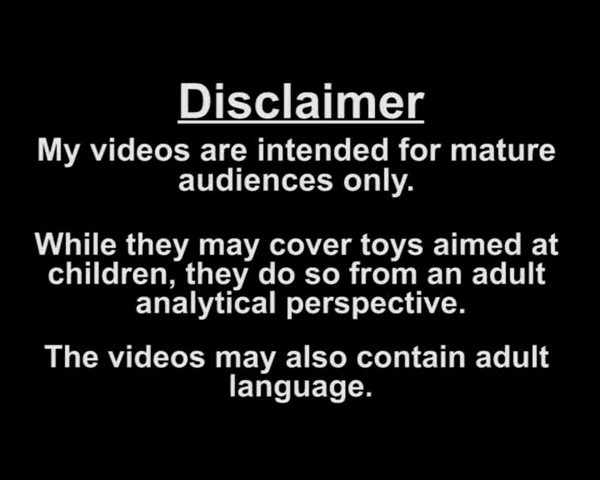 Disclaimer
My videos are intended for mature
audiences only.
While they may cover toys aimed at
children, they do so from an adult
analytical perspective.
The videos may also contain adult
language.